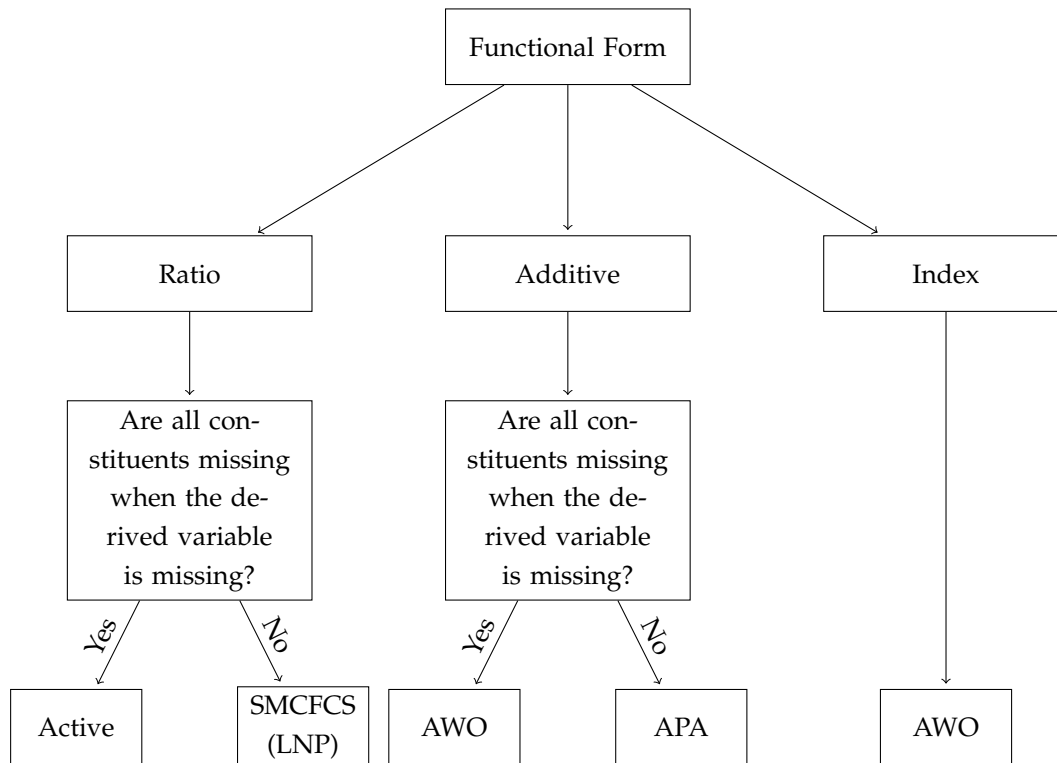 Functional Form
Ratio
Additive
Index
Are all con-
stituents missing
when the de-
rived variable
is missing?
Are all con-
stituents missing
when the de-
rived variable
is missing?
Yes
No
Yes
No
Active
SMCFCS
(LNP)
AWO
APA
AWO